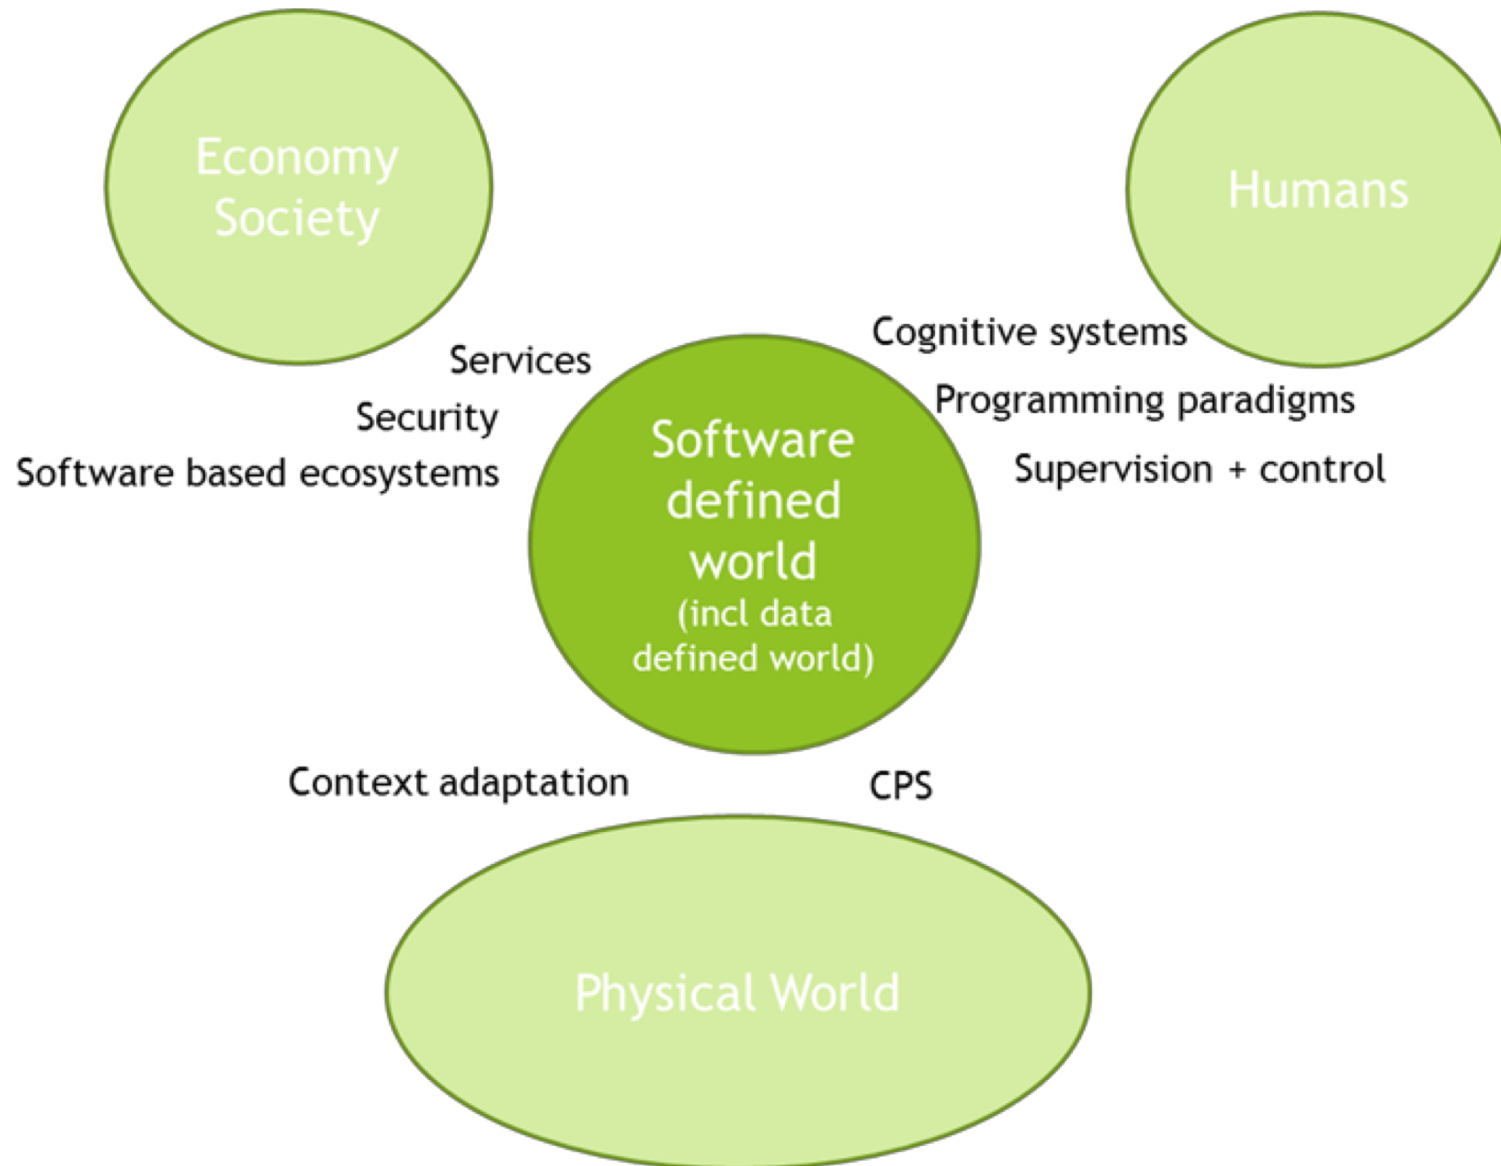 Economy
Society
Humans
Services
Security
Software based ecosystems
Cognitive systems
Programming paradigms
Supervision + control
Software
defined
world
(incl data
defined world)
Context adaptation
CPS
Physical World